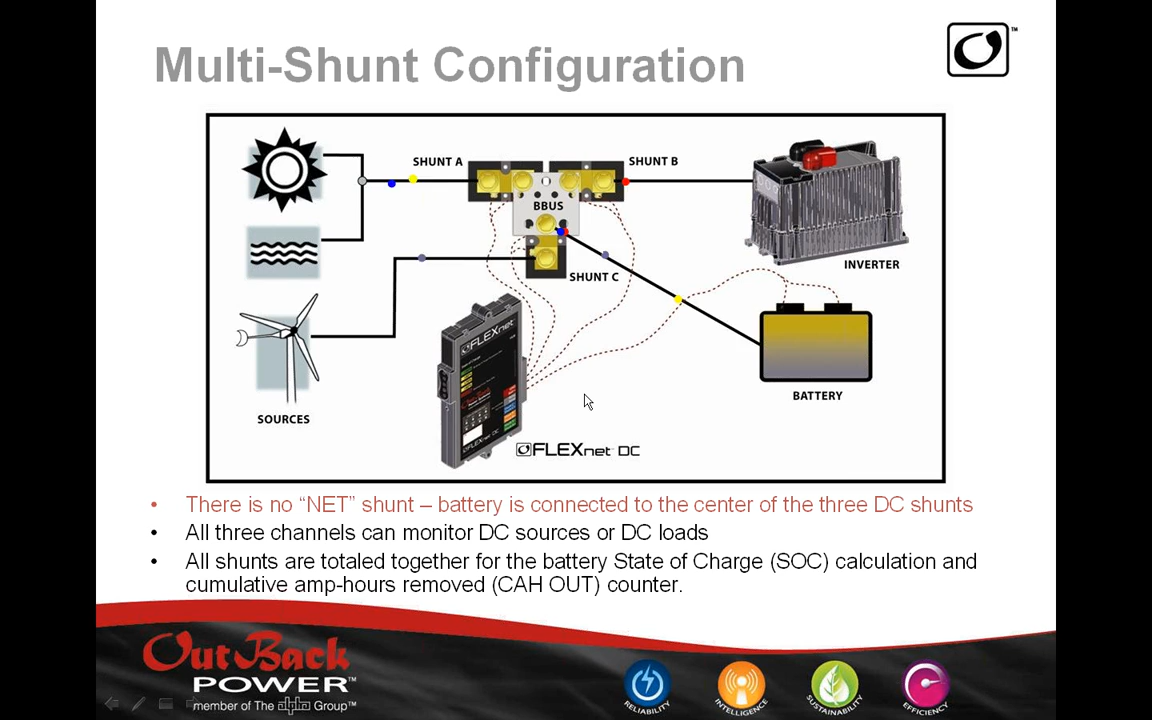 Multi-Shunt Configuration
TM
SHUNT A
SHUNT B
BBUS
SHUNT C
INVERTER
FLEXnet
BATTERY
SOURCES
FLEXnet DC
• There is no “NET” shunt – battery is connected to the center of the three DC shunts
• All three channels can monitor DC sources or DC loads
• All shunts are totaled together for the battery State of Charge (SOC) calculation and
cumulative amp-hours removed (CAH OUT) counter.
OutBack
POWER™
member of The alpha Group™
RELIABILITY
INTELLIGENCE
SUSTAINABILITY
EFFICIENCY